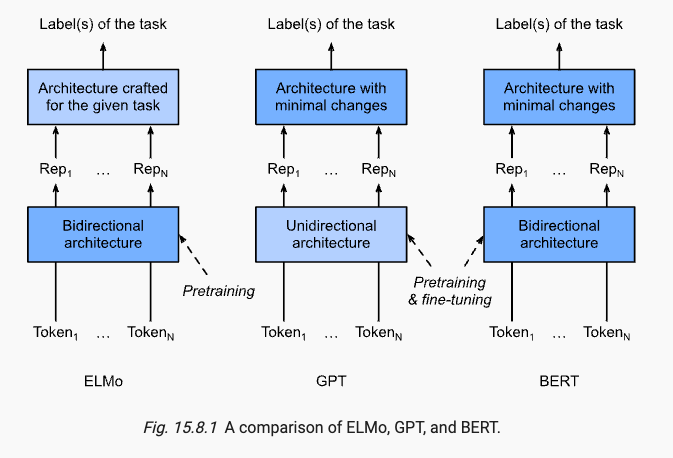 Label(s) of the task
Label(s) of the task
Label(s) of the task
Architecture crafted
for the given task
Architecture with
minimal changes
Architecture with
minimal changes
Rep1 ... RepN
Rep1 ... RepN
Rep1 ... RepN
Bidirectional
architecture
Unidirectional
architecture
Bidirectional
architecture
Pretraining
Pretraining
& fine-tuning
Token1 ... TokenN
Token1 ... TokenN
Token1 ... TokenN
ELMo
GPT
BERT
Fig. 15.8.1 A comparison of ELMo, GPT, and BERT.